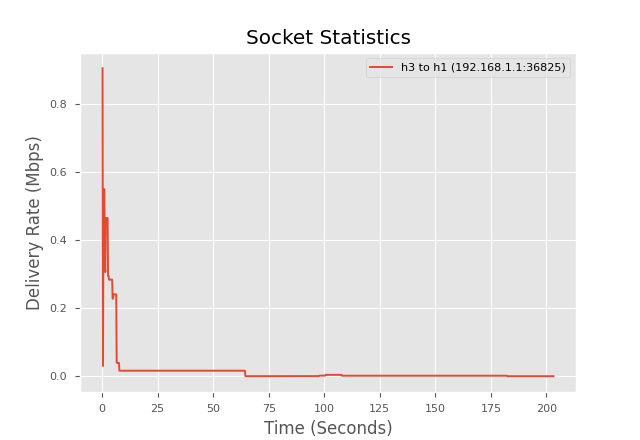 Socket Statistics
h3 to h1 (192.168.1.1:36825)
Delivery Rate (Mbps)
0.8
0.6
0.4
0.2
0.0
0 25 50 75 100 125 150 175 200
Time (Seconds)